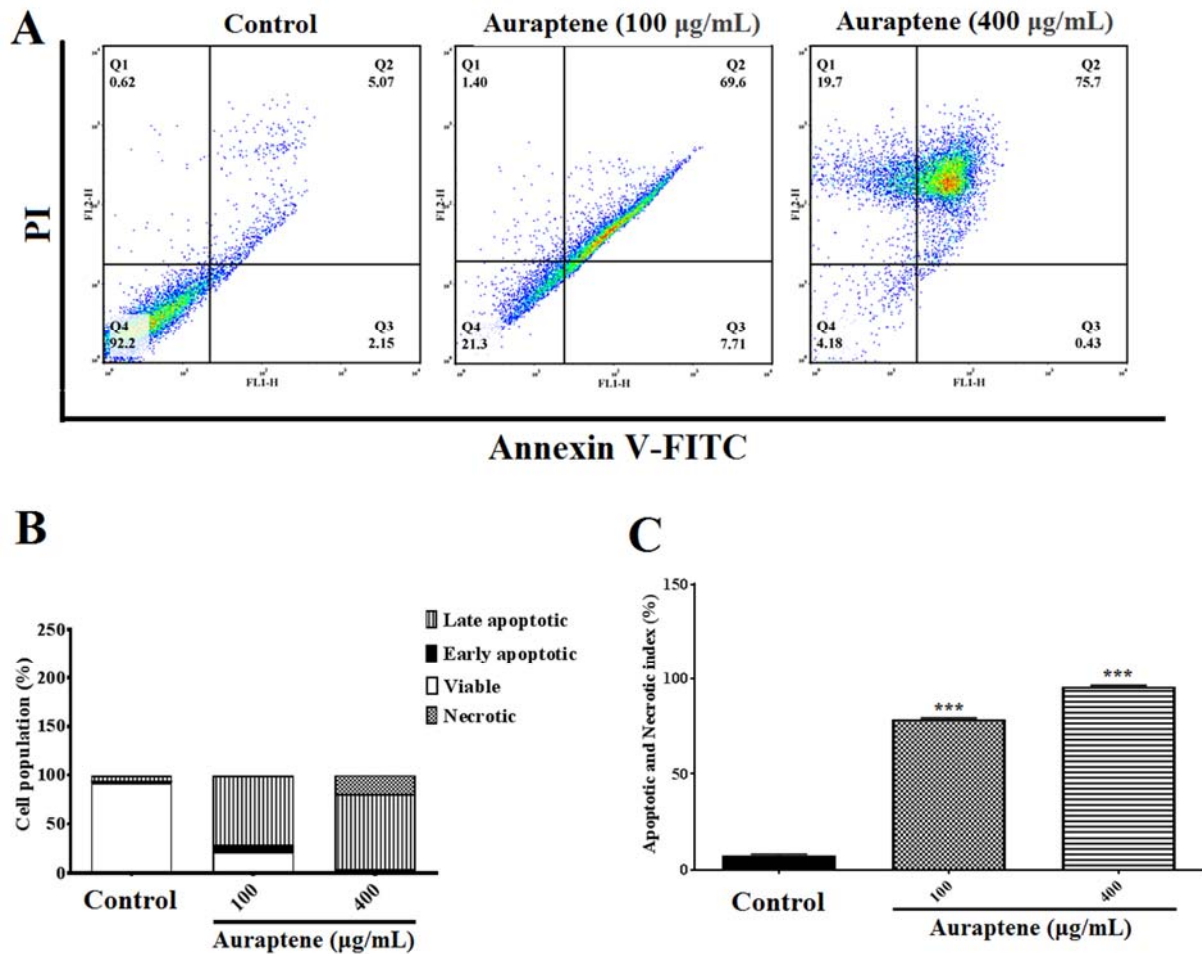 A
Control
Auraptene (100 µg/mL)
Auraptene (400 µg/mL)
PI
Q1
0.62
Q2
5.07
Q4
92.2
Q3
2.15
FL2-H
FL1-H
Q1
1.40
Q2
69.6
Q4
21.3
Q3
7.71
FL2-H
FL1-H
Q1
19.7
Q2
75.7
Q4
4.18
Q3
0.43
FL2-H
FL1-H
Annexin V-FITC
B
Cell population (%)
250
200
150
100
50
0
Late apoptotic
Early apoptotic
Viable
Necrotic
Control
100
400
Auraptene (µg/mL)
C
Apoptotic and Necrotic index (%)
150
100
50
0
***
***
Control
100
400
Auraptene (µg/mL)